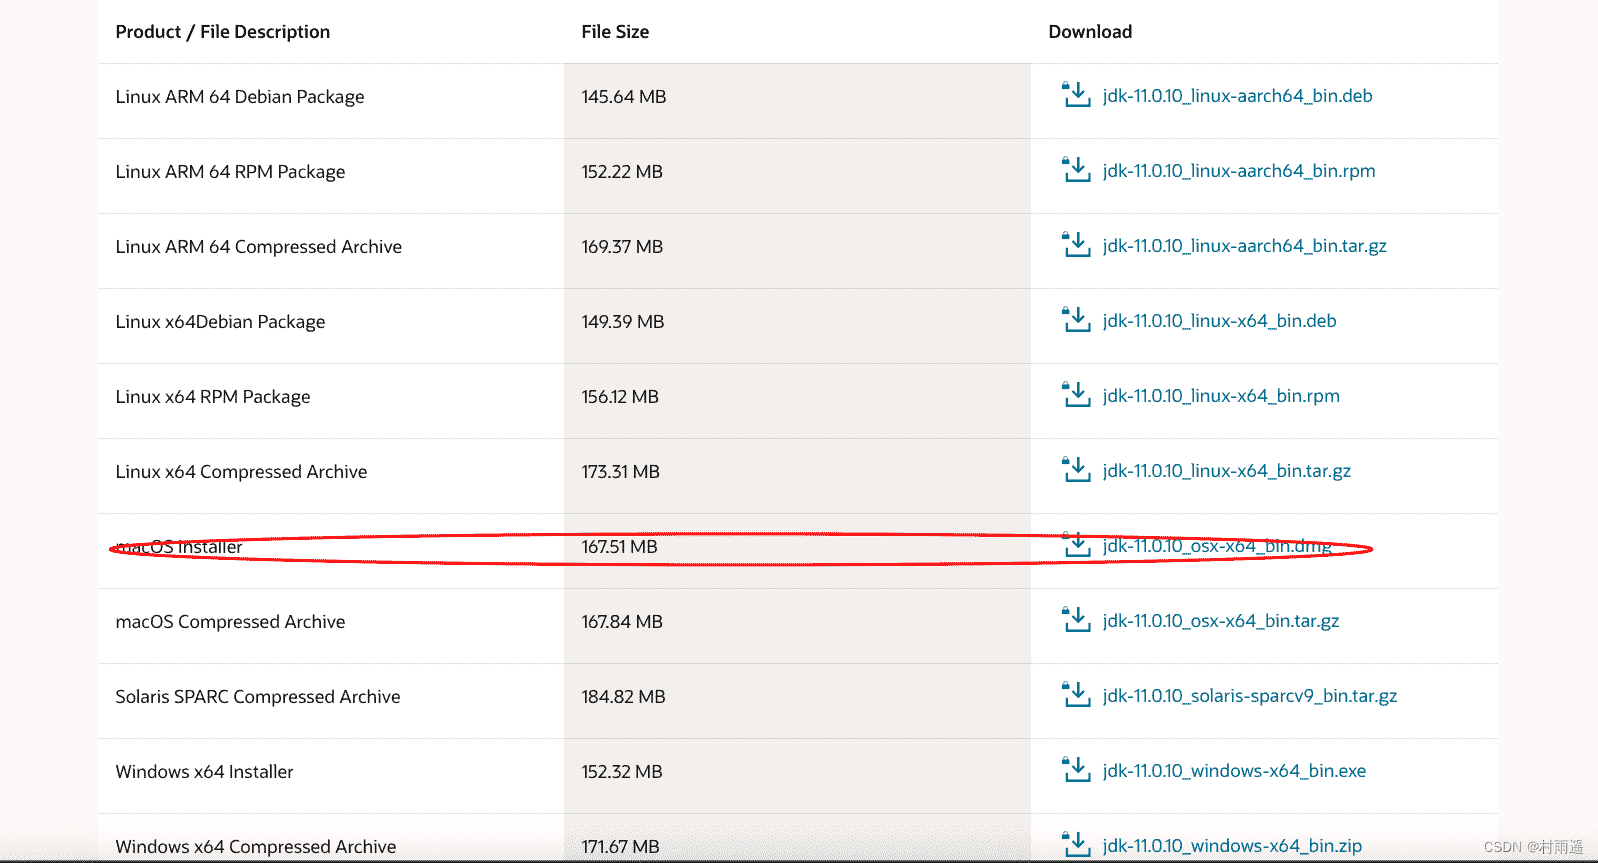 Product / File Description File Size Download
Linux ARM 64 Debian Package 145.64 MB jdk-11.0.10_linux-aarch64_bin.deb
Linux ARM 64 RPM Package 152.22 MB jdk-11.0.10_linux-aarch64_bin.rpm
Linux ARM 64 Compressed Archive 169.37 MB jdk-11.0.10_linux-aarch64_bin.tar.gz
Linux x64Debian Package 149.39 MB jdk-11.0.10_linux-x64_bin.deb
Linux x64 RPM Package 156.12 MB jdk-11.0.10_linux-x64_bin.rpm
Linux x64 Compressed Archive 173.31 MB jdk-11.0.10_linux-x64_bin.tar.gz
macOS Installer 167.51 MB jdk-11.0.10_osx-x64_bin.dmg
macOS Compressed Archive 167.84 MB jdk-11.0.10_osx-x64_bin.tar.gz
Solaris SPARC Compressed Archive 184.82 MB jdk-11.0.10_solaris-sparcv9_bin.tar.gz
Windows x64 Installer 152.32 MB jdk-11.0.10_windows-x64_bin.exe
Windows x64 Compressed Archive 171.67 MB jdk-11.0.10_windows-x64_bin.zip
CSDN @村雨遥